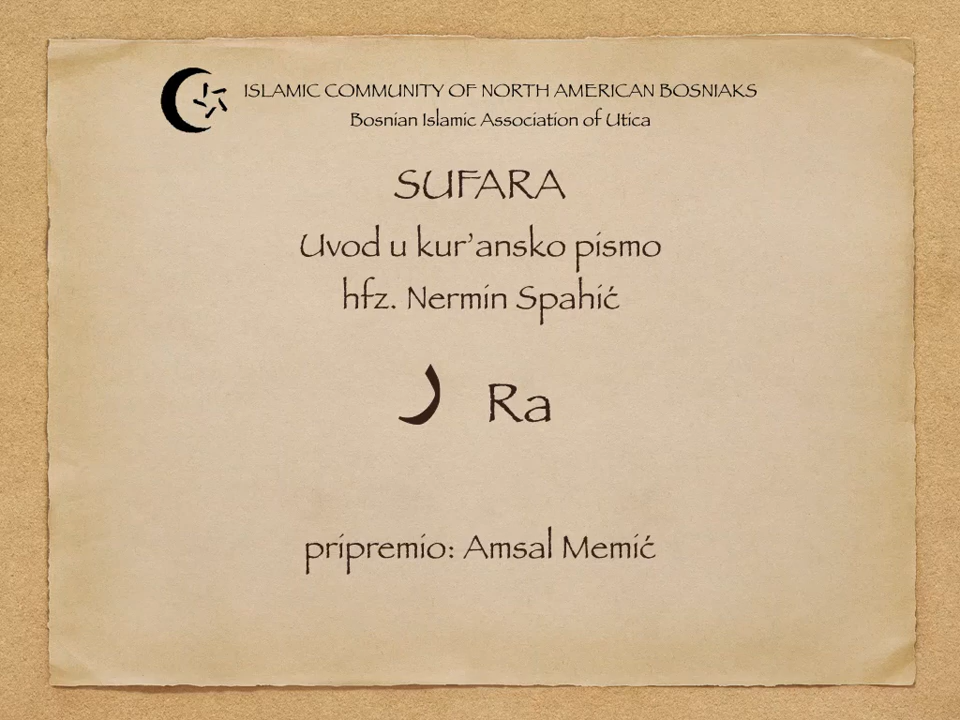 ISLAMIC COMMUNITY OF NORTH AMERICAN BOSNIAKS
Bosnian Islamic Association of Utica
SUFARA
Uvod u kur’ansko pismo
hfz. Nermin Spahić
ر Ra
pripremio: Amsal Memić